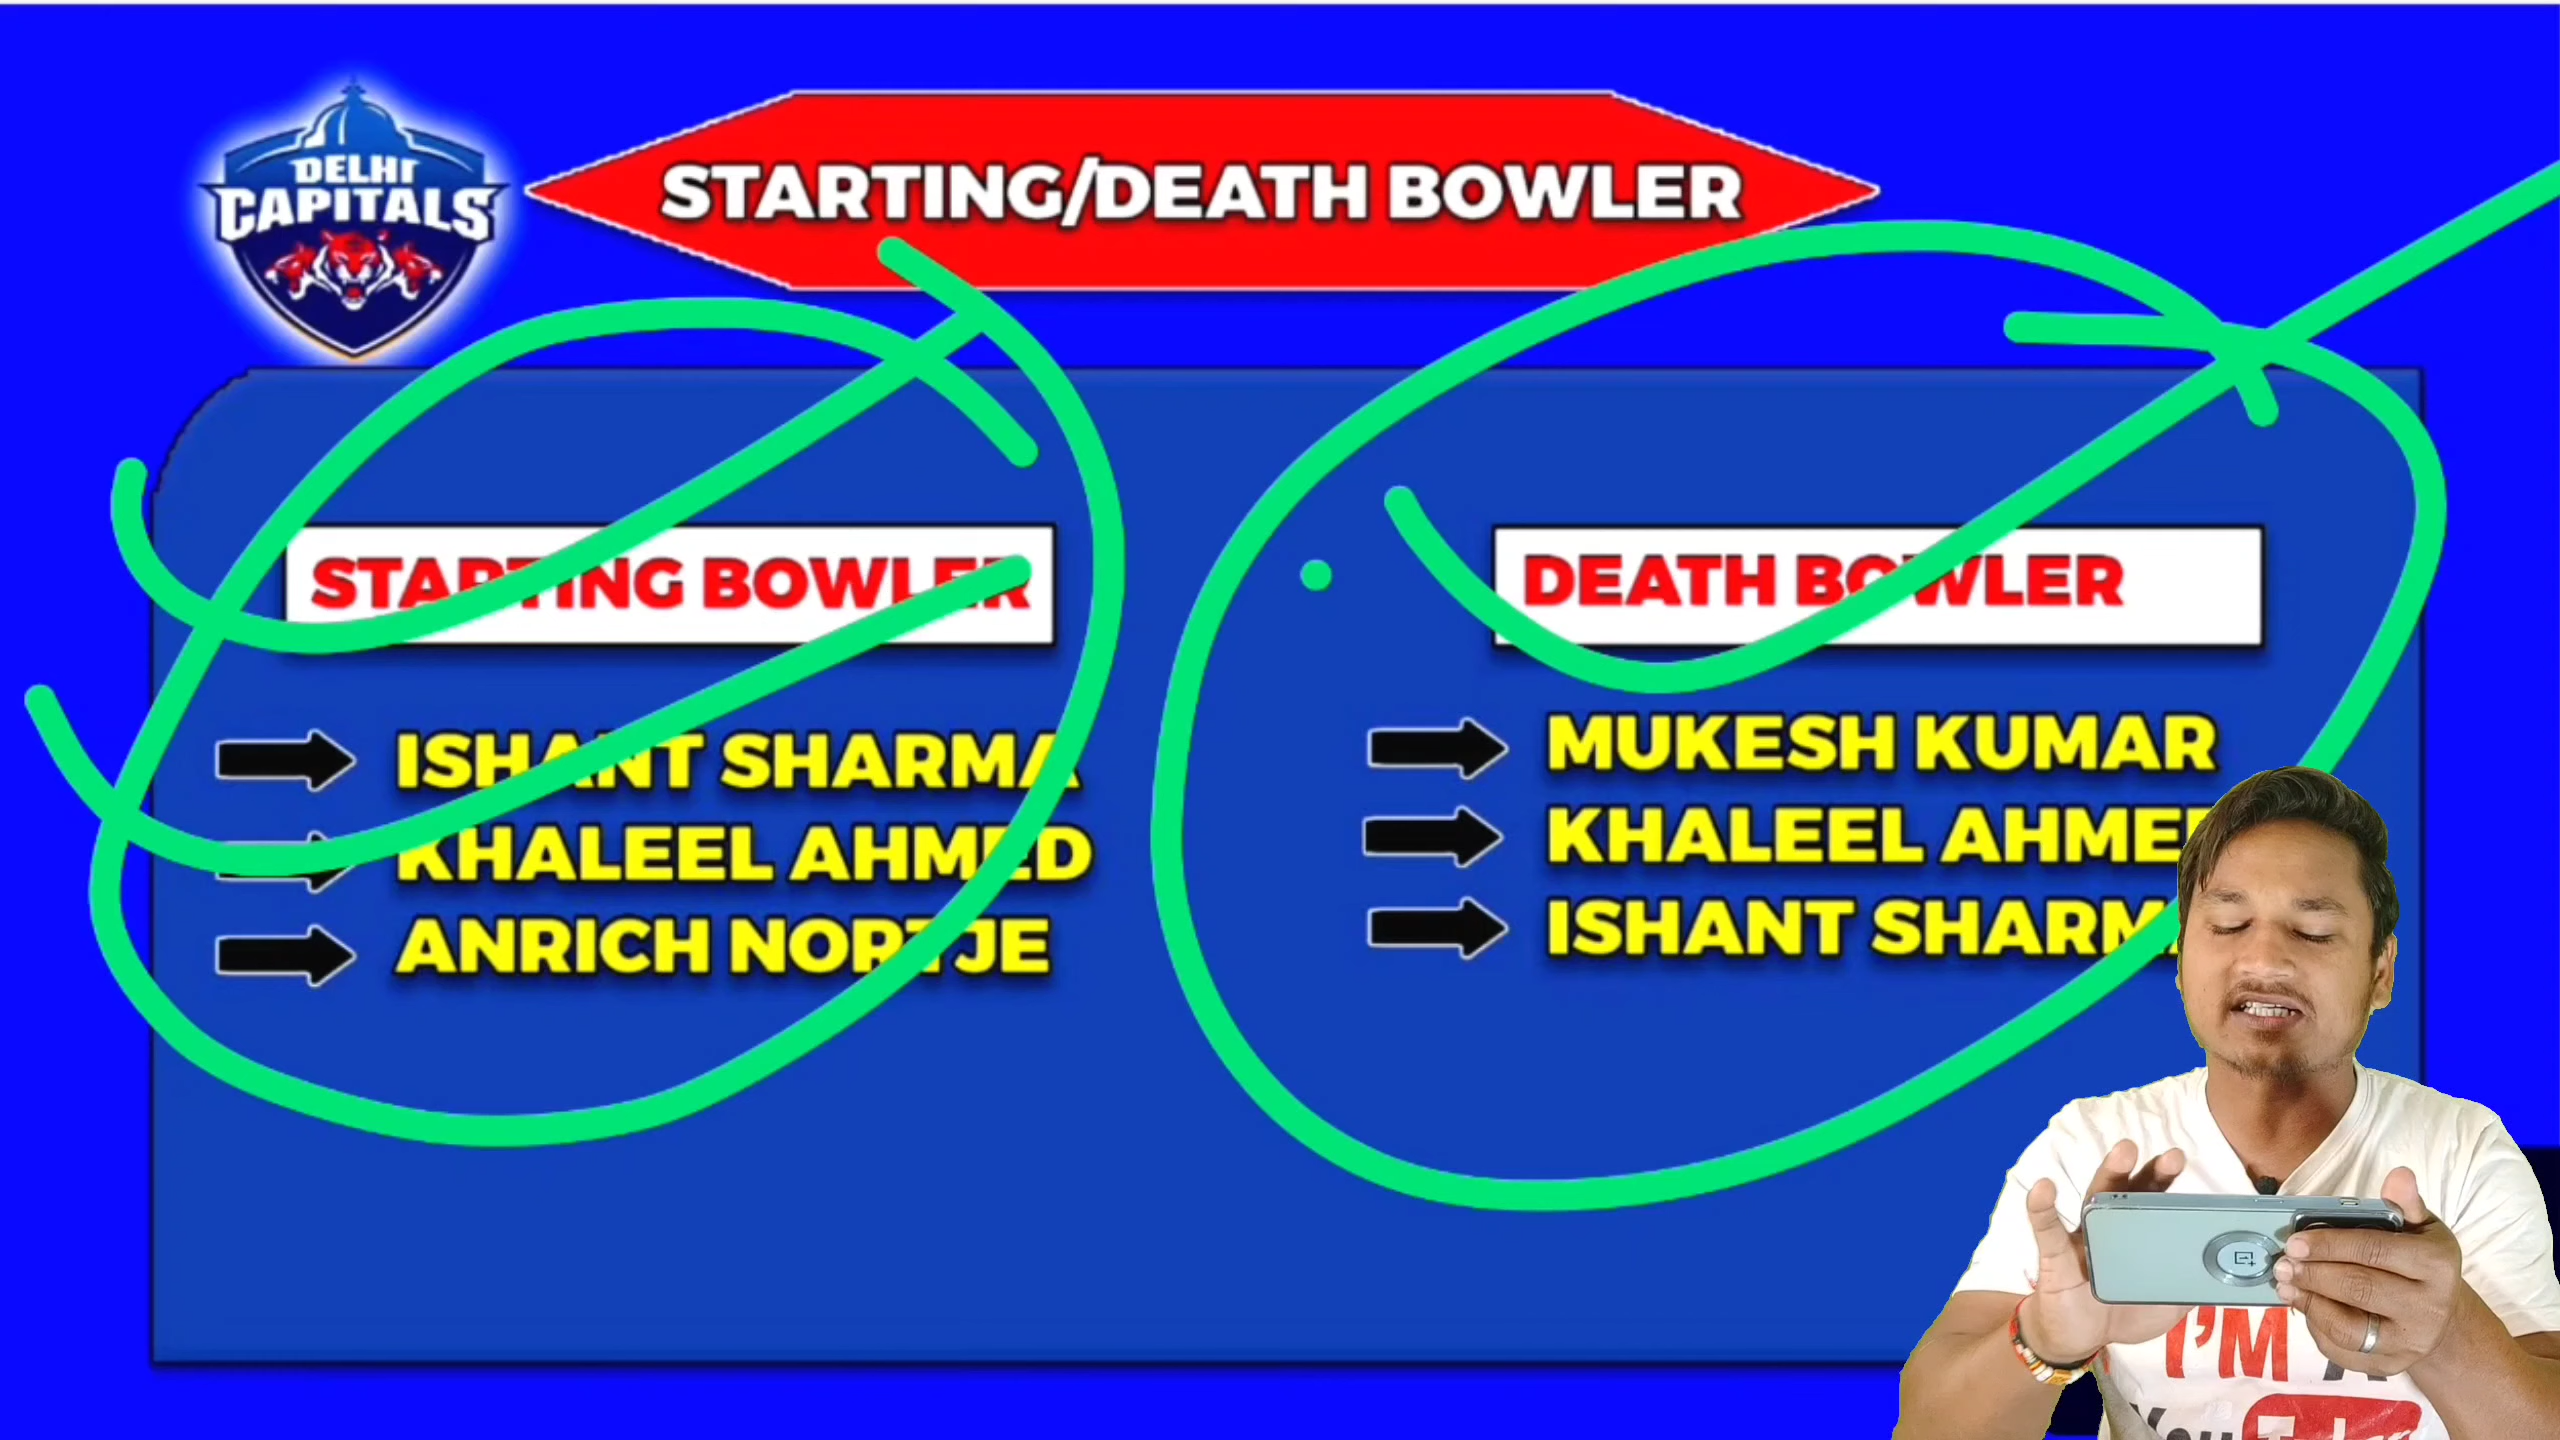 DELHI
CAPITALS
STARTING/DEATH BOWLER
STARTING BOWLER
ISHANT SHARMA
KHALEEL AHMED
ANRICH NORTJE
DEATH BOWLER
MUKESH KUMAR
KHALEEL AHMED
ISHANT SHARMA
I'M A
YouTuber